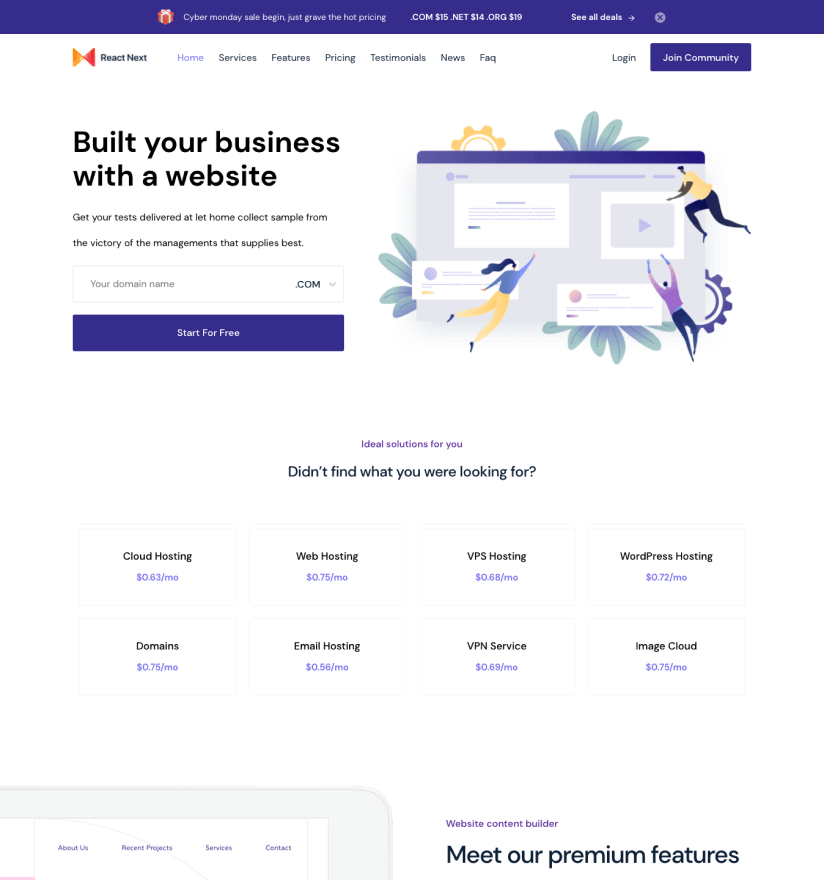 Cyber monday sale begin, just grave the hot pricing .COM $15 .NET $14 .ORG $19 See all deals →
React Next Home Services Features Pricing Testimonials News Faq Login Join Community
Built your business
with a website
Get your tests delivered at let home collect sample from
the victory of the managements that supplies best.
Your domain name .COM
Start For Free
Ideal solutions for you
Didn’t find what you were looking for?
Cloud Hosting Web Hosting VPS Hosting WordPress Hosting
$0.63/mo $0.75/mo $0.68/mo $0.72/mo
Domains Email Hosting VPN Service Image Cloud
$0.75/mo $0.56/mo $0.69/mo $0.75/mo
Website content builder
Meet our premium features
About Us Recent Projects Services Contact